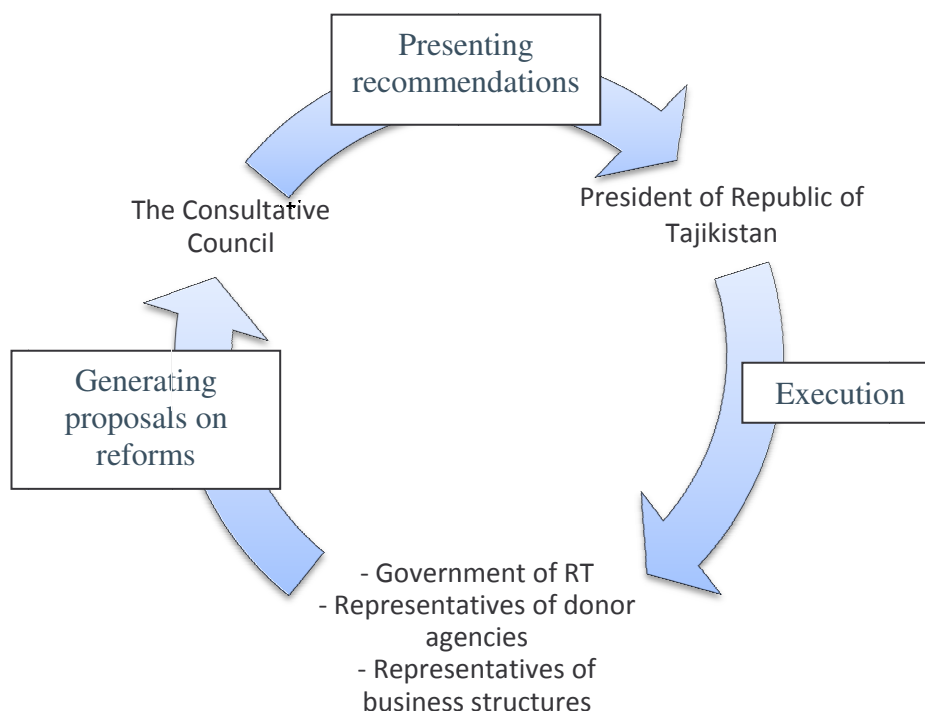 Presenting
recommendations
The Consultative
Council
President of Republic of
Tajikistan
Generating
proposals on
reforms
Execution
- Government of RT
- Representatives of donor
agencies
- Representatives of
business structures